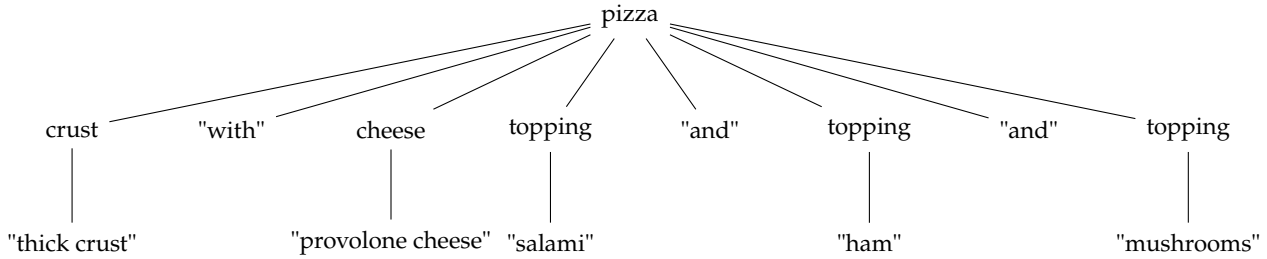 pizza
crust "with" cheese topping "and" topping "and" topping
"thick crust" "provolone cheese" "salami" "ham" "mushrooms"